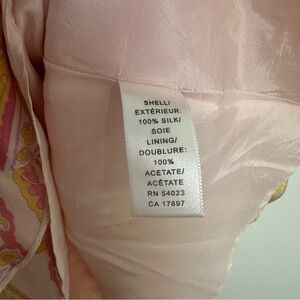 SHELL/
EXTÉRIEUR:
100% SILK/
SOIE
LINING/
DOUBLURE:
100%
ACETATE/
ACÉTATE
RN 54023
CA 17897